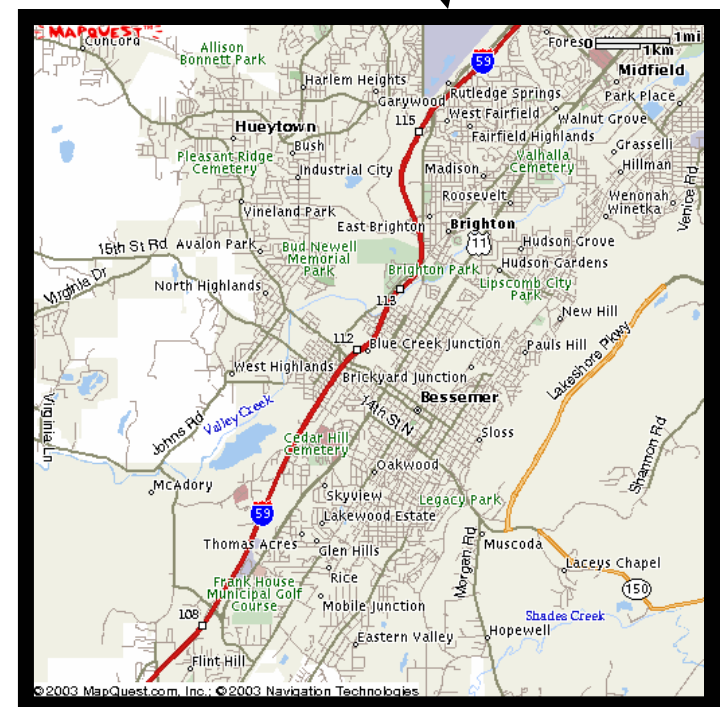 MAPQUEST
Concord
Allison
Bonnett Park
59
Fores
0 1mi
1km
Midfield
Harlem Heights
Garywood
Rutledge Springs
Park Place
115
West Fairfield
Walnut Grove
Hueytown
Fairfield Highlands
Grasselli
Bush
Pleasant Ridge
Cemetery
Industrial City
Madison
Valhalla
Cemetery
Hillman
Roosevelt
Wenonah
Winetka
Venice Rd
Vineland Park
East Brighton
Brighton
11
15th St Rd
Avalon Park
Bud Newell
Memorial
Park
Hudson Grove
Hudson Gardens
Brighton Park
Lipscomb City
Park
Virginia Dr
North Highlands
113
New Hill
112
Blue Creek Junction
Pauls Hill
Lakeshore Pkwy
West Highlands
Brickyard Junction
Bessemer
14th St N
Virginia Ln
Valley Creek
Johns Rd
Cedar Hill
Cemetery
Sloss
Shannon Rd
Oakwood
McAdory
Skyview
Legacy Park
59
Lakewood Estate
Thomas Acres
Glen Hills
Morgan Rd
Muscoda
Laceys Chapel
Rice
Frank House
Municipal Golf
Course
150
108
Mobile Junction
Shades Creek
Eastern Valley
Hopewell
Flint Hill
©2003 MapQuest.com, Inc.; ©2003 Navigation Technologies